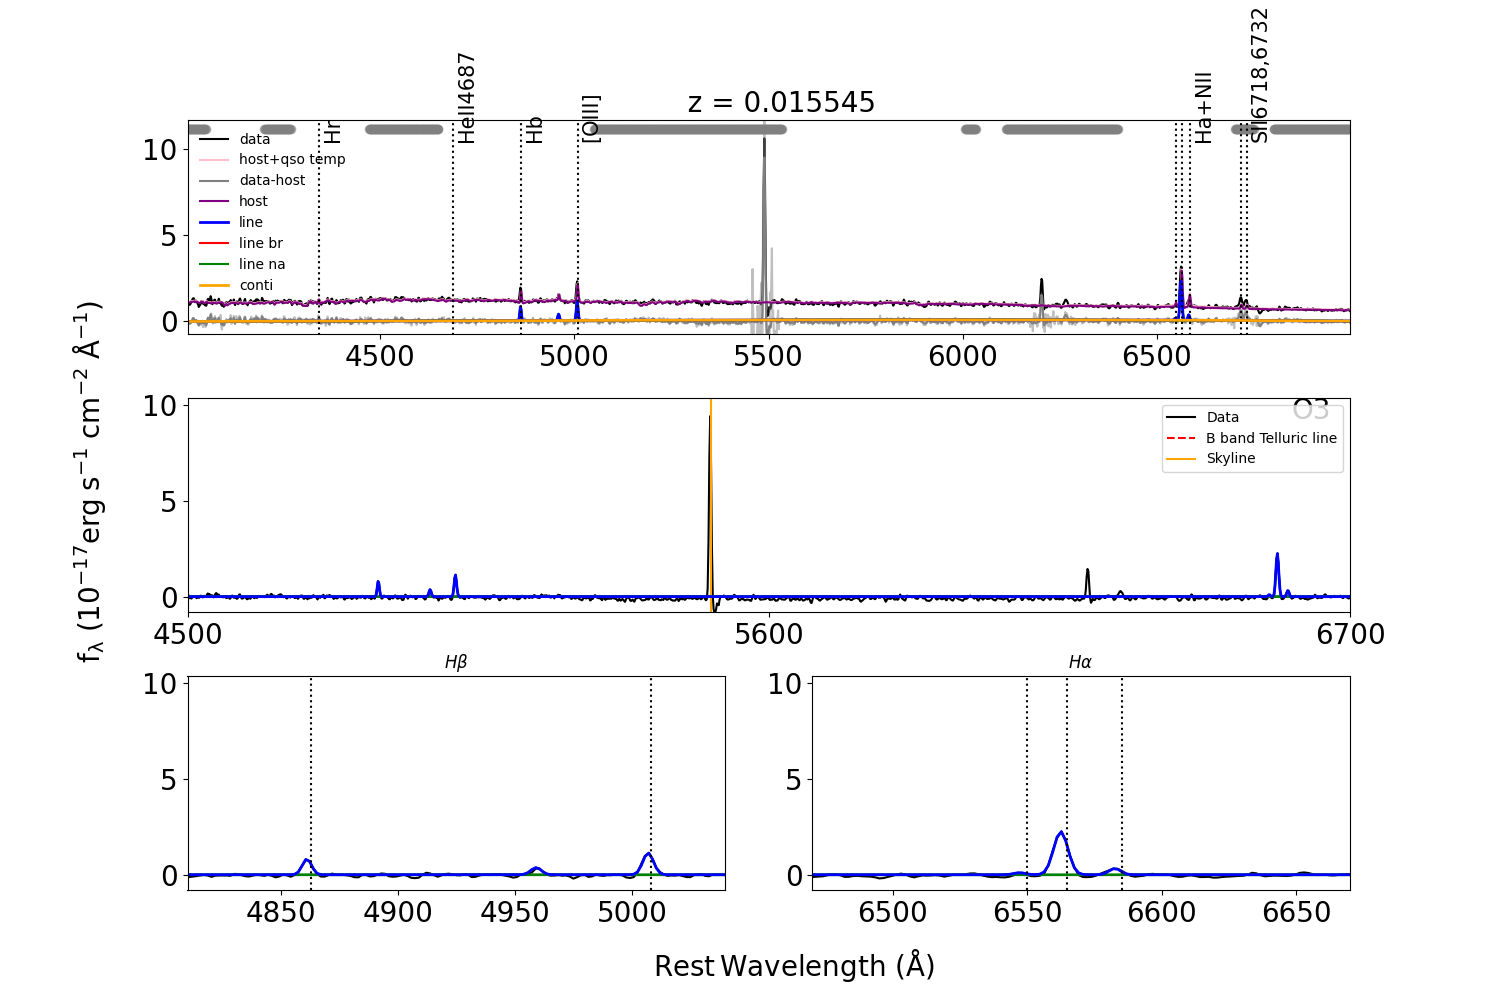 z = 0.015545
Hr
HeII4687
Hb
[OIII]
Ha+NII
SII6718,6732
data
host+qso temp
data-host
host
line
line br
line na
conti
10
5
0
4500
5000
5500
6000
6500
O3
Data
B band Telluric line
Skyline
10
5
0
4500
5600
6700
fλ (10⁻¹⁷erg s⁻¹ cm⁻² Å⁻¹)
Hβ
10
5
0
4850
4900
4950
5000
Hα
10
5
0
6500
6550
6600
6650
Rest Wavelength (Å)